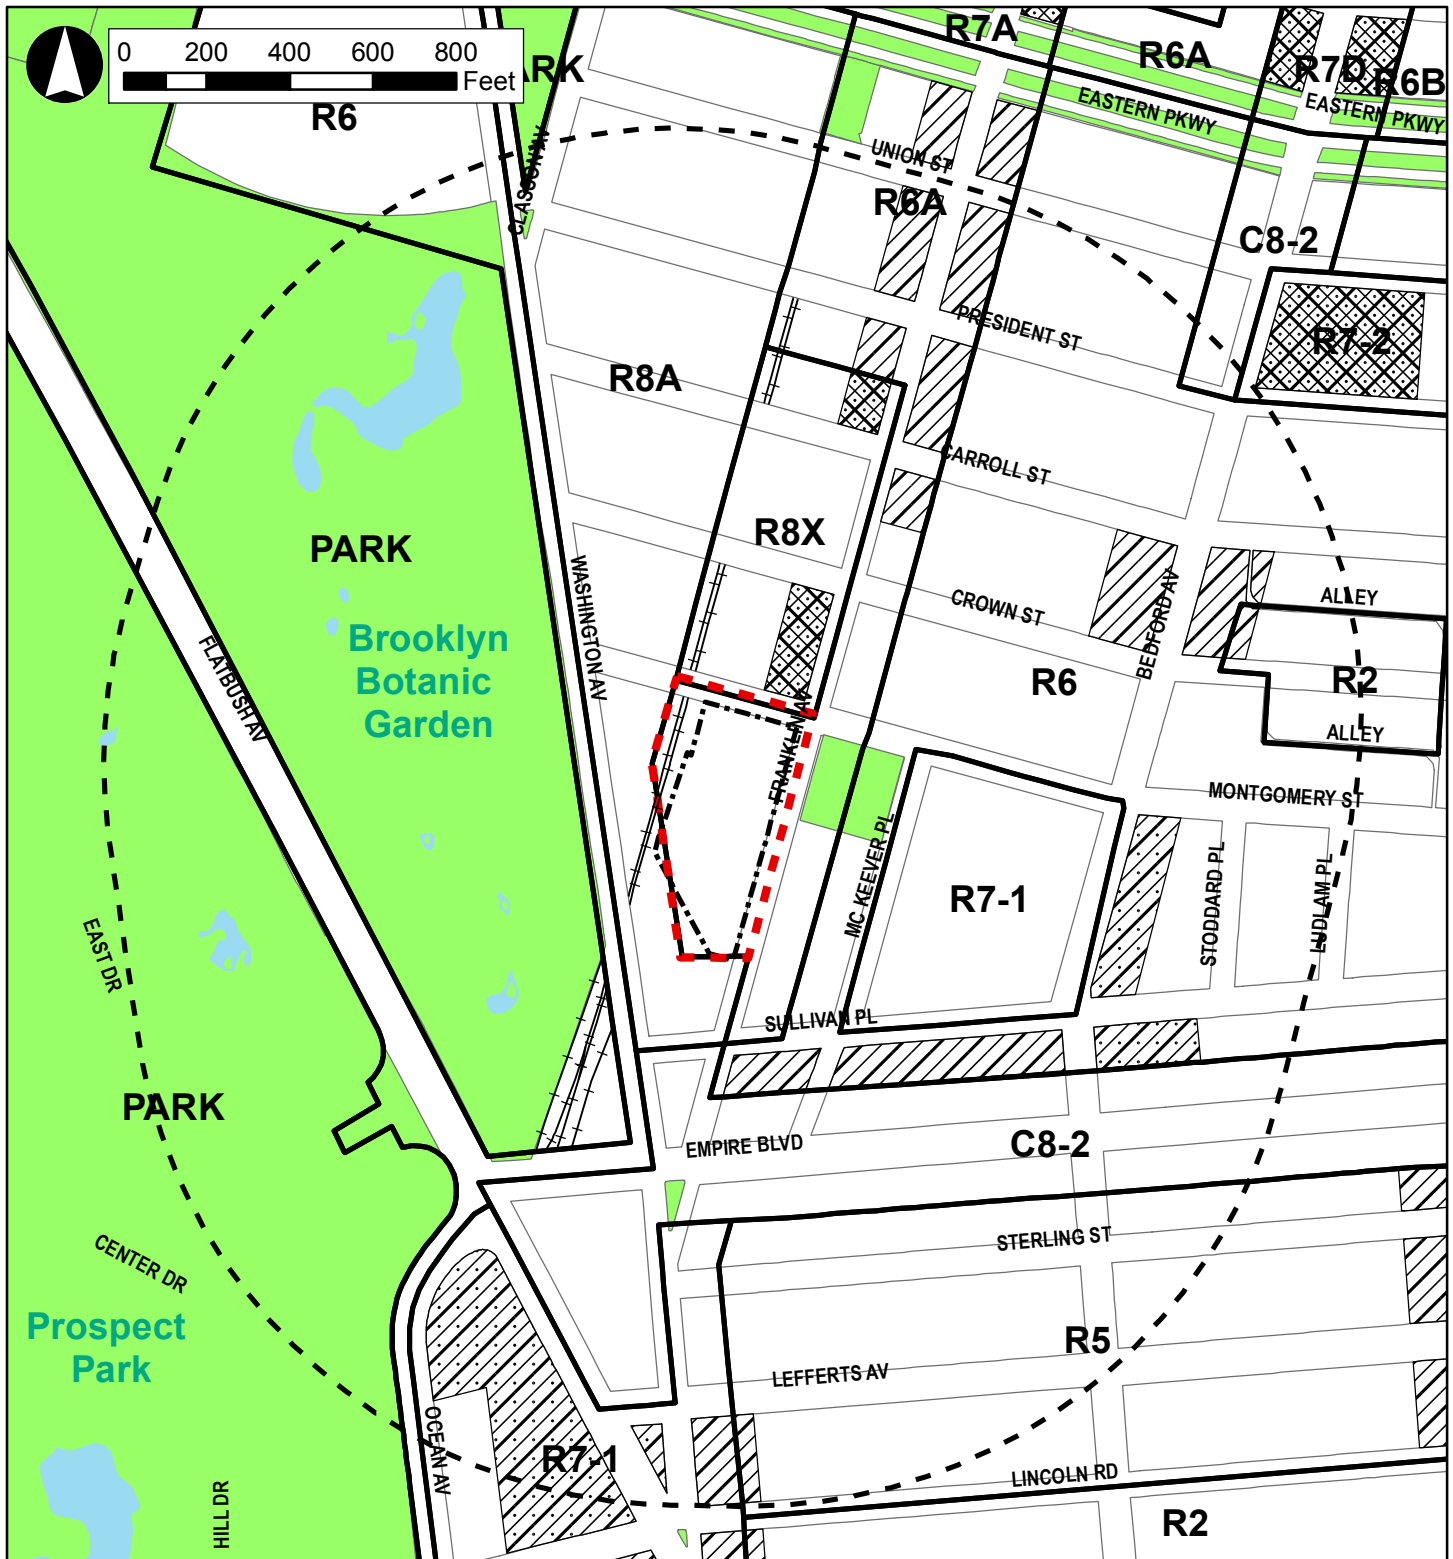 0 200 400 600 800
Feet
R7A
R6A
R7D
R6B
ARK
R6
EASTERN PKWY
EASTERN PKWY
CLASSON AV
UNION ST
R6A
C8-2
PRESIDENT ST
R7-2
R8A
CARROLL ST
R8X
PARK
WASHINGTON AV
CROWN ST
BEDFORD AV
ALLEY
Brooklyn
Botanic
Garden
FLATBUSH AV
R6
R2
FRANKLIN AV
ALLEY
MONTGOMERY ST
MC KEEVER PL
R7-1
STODDARD PL
LUDLAM PL
EAST DR
SULLIVAN PL
PARK
EMPIRE BLVD
C8-2
CENTER DR
STERLING ST
Prospect
Park
R5
LEFFERTS AV
OCEAN AV
R7-1
LINCOLN RD
HILL DR
R2